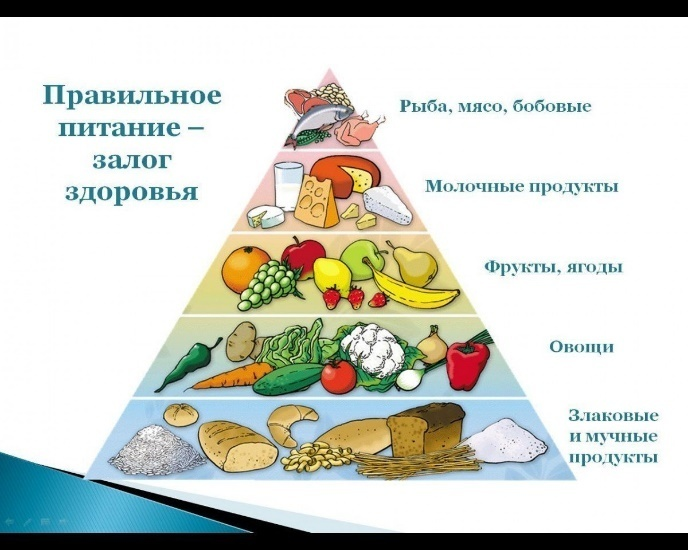 Правильное
питание –
залог
здоровья
Рыба, мясо, бобовые
Молочные продукты
Фрукты, ягоды
Овощи
Злаковые
и мучные
продукты